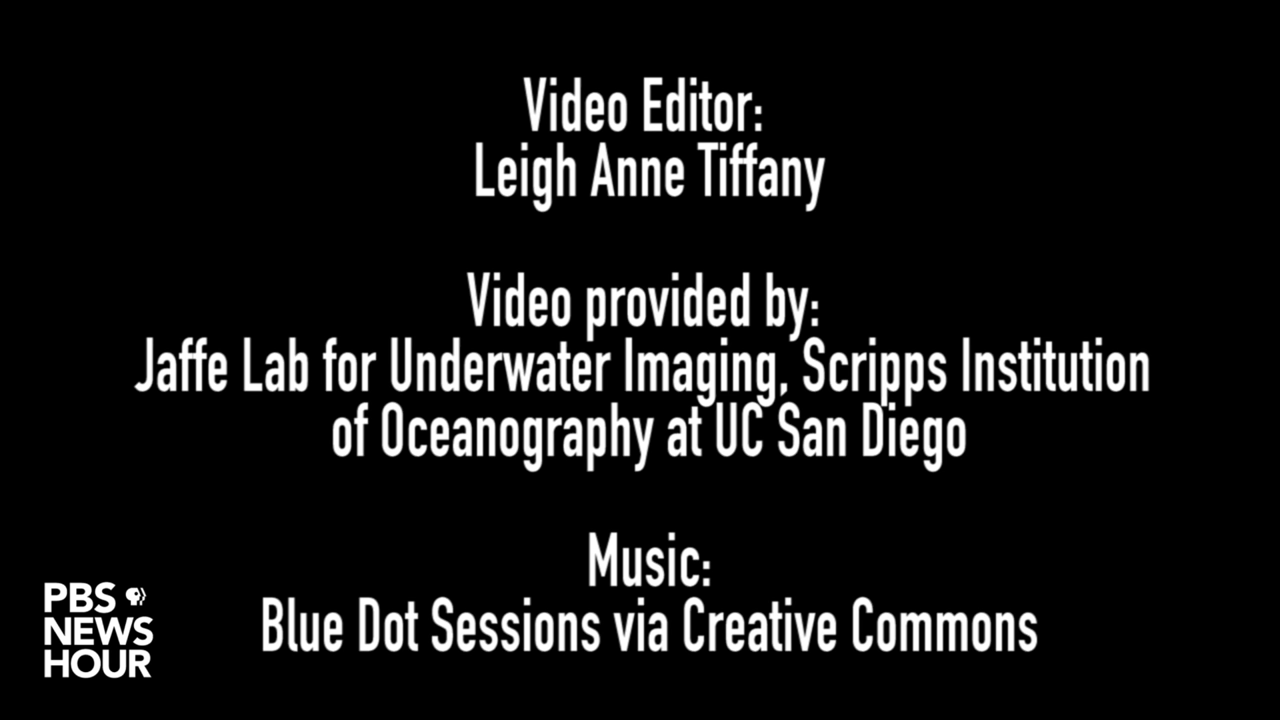 Video Editor:
Leigh Anne Tiffany
Video provided by:
Jaffe Lab for Underwater Imaging, Scripps Institution
of Oceanography at UC San Diego
Music:
Blue Dot Sessions via Creative Commons
PBS
NEWS
HOUR